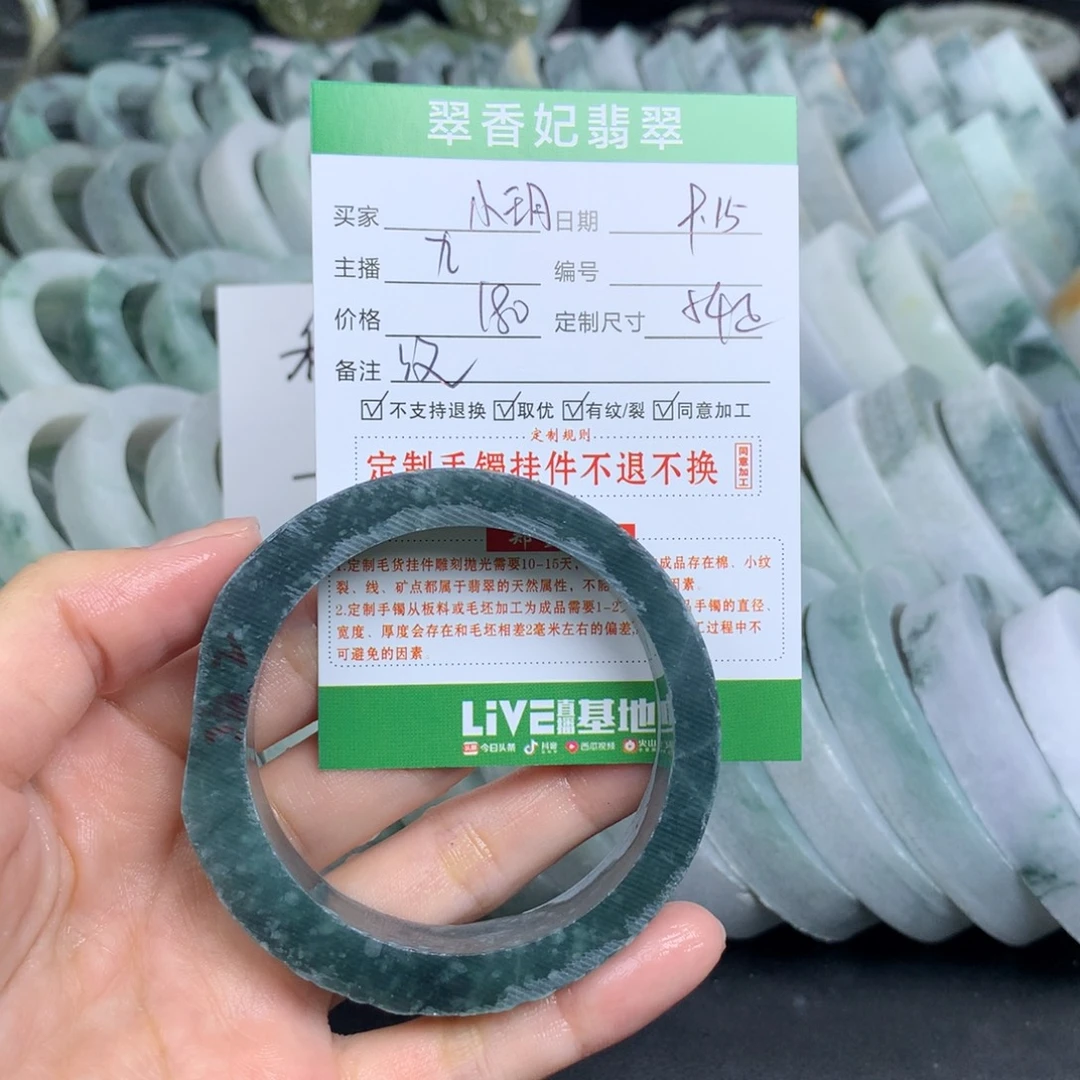 翠香妃翡翠
买家 小玥 日期 8.15
主播 九 编号
价格 180 定制尺寸
备注 收
不支持退换 取优 有纹/裂 同意加工
定制规则
定制手镯挂件不退不换 同意加工
1.定制毛货挂件雕刻抛光需要10-15天, 成品存在棉、小纹
裂、线、矿点都属于翡翠的天然属性,不能 因素
2.定制手镯从板料或毛坯加工为成品需要1-2 手镯的直径、
宽度、厚度会存在和毛坯相差2毫米左右的偏差, 工过程中不
可避免的因素
LiVE直播基地
今日头条 抖音 西瓜视频 火山